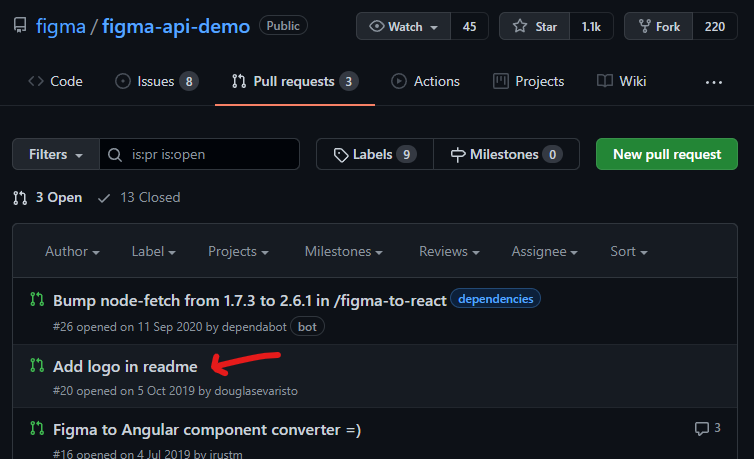 figma / figma-api-demo Public Watch 45 Star 1.1k Fork 220
Code Issues 8 Pull requests 3 Actions Projects Wiki ...
Filters is:pr is:open Labels 9 Milestones 0 New pull request
3 Open 13 Closed
Author Label Projects Milestones Reviews Assignee Sort
Bump node-fetch from 1.7.3 to 2.6.1 in /figma-to-react dependencies
#26 opened on 11 Sep 2020 by dependabot bot
Add logo in readme
#20 opened on 5 Oct 2019 by douglasevaristo
Figma to Angular component converter =) 3
#16 opened on 4 Jul 2019 by irustm